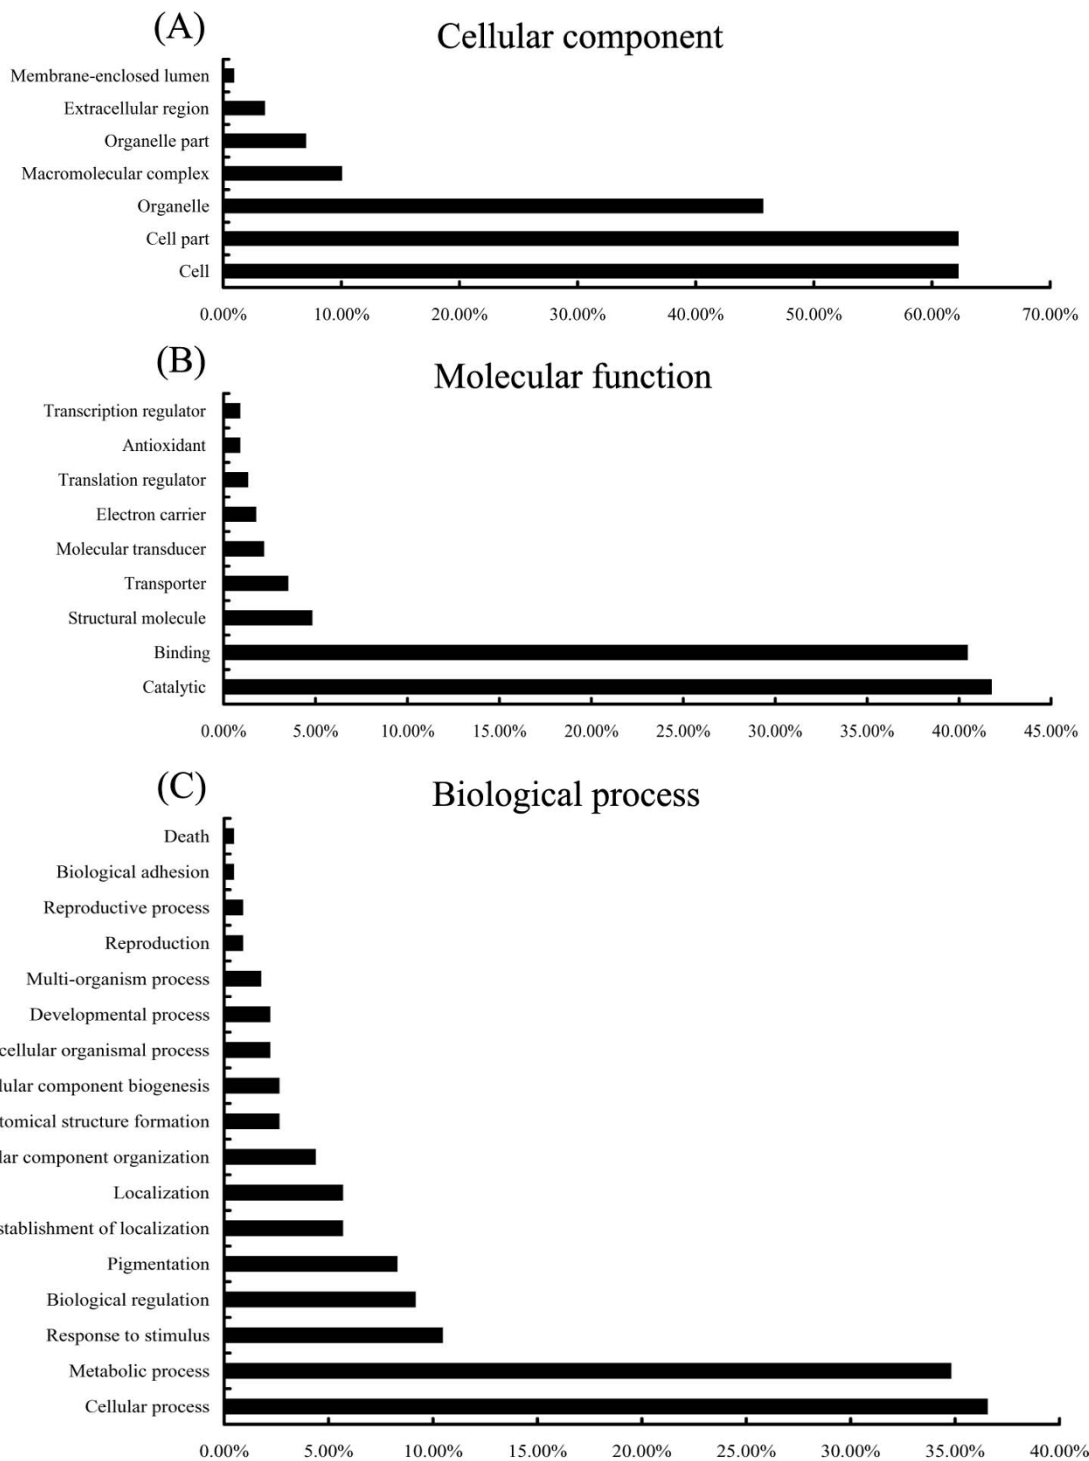 (A)
Cellular component
Membrane-enclosed lumen
Extracellular region
Organelle part
Macromolecular complex
Organelle
Cell part
Cell
0.00% 10.00% 20.00% 30.00% 40.00% 50.00% 60.00% 70.00%
(B)
Molecular function
Transcription regulator
Antioxidant
Translation regulator
Electron carrier
Molecular transducer
Transporter
Structural molecule
Binding
Catalytic
0.00% 5.00% 10.00% 15.00% 20.00% 25.00% 30.00% 35.00% 40.00% 45.00%
(C)
Biological process
Death
Biological adhesion
Reproductive process
Reproduction
Multi-organism process
Developmental process
cellular organismal process
lular component biogenesis
tomical structure formation
lar component organization
Localization
stablishment of localization
Pigmentation
Biological regulation
Response to stimulus
Metabolic process
Cellular process
0.00% 5.00% 10.00% 15.00% 20.00% 25.00% 30.00% 35.00% 40.00%